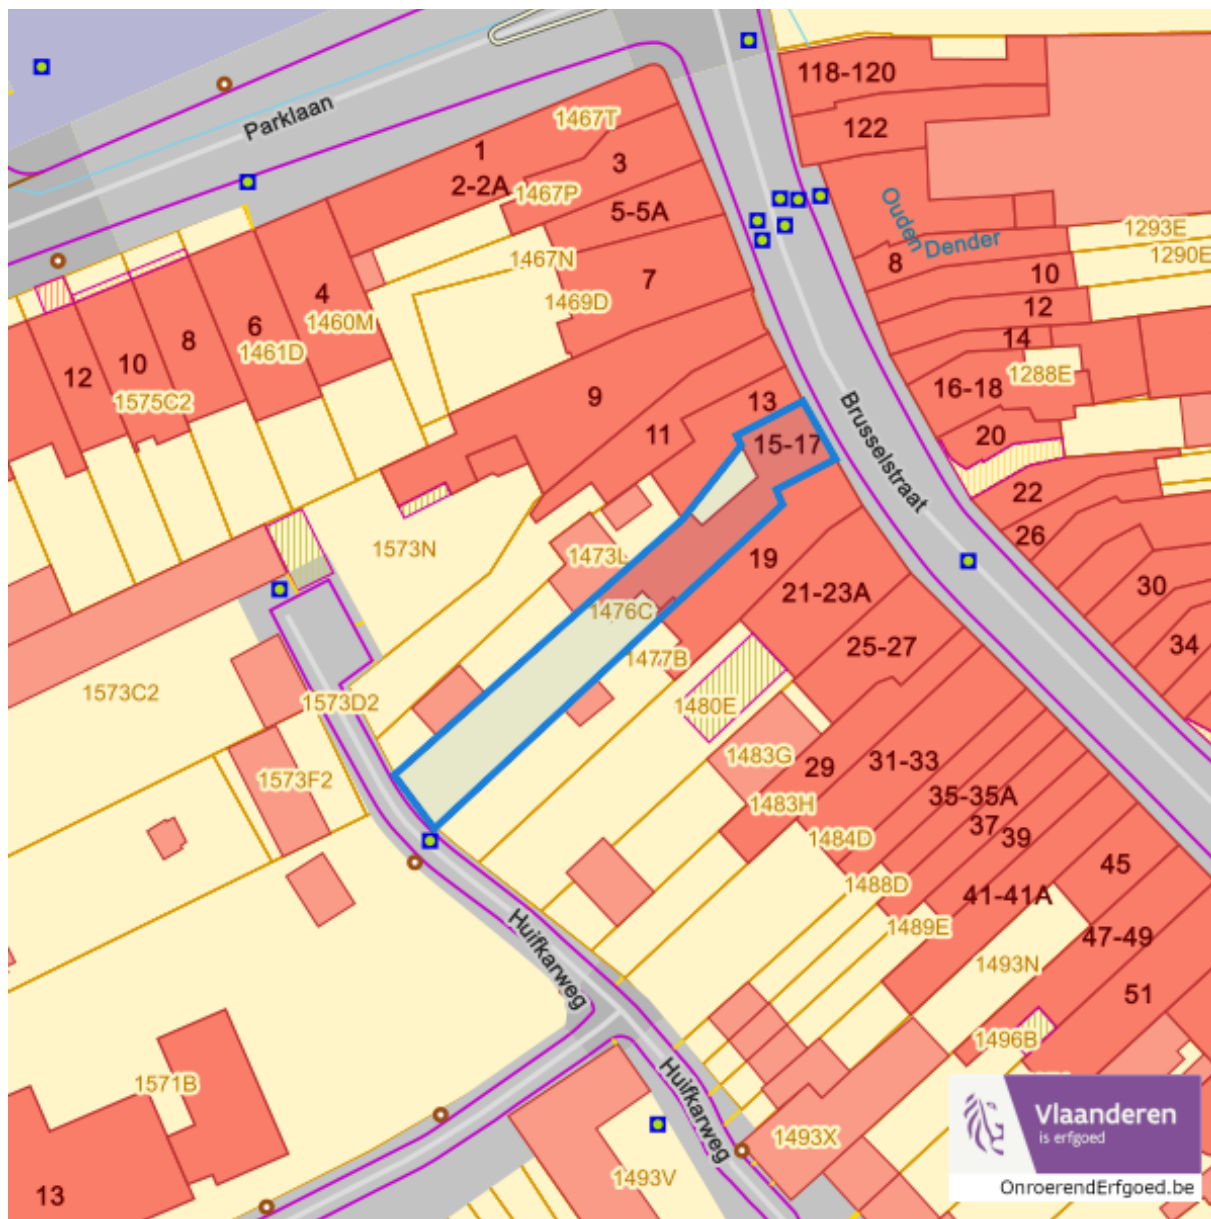 118-120
Parklaan
1467T
122
1
3
2-2A
1467P
5-5A
Ouden
Dender
1293E
1467N
1290E
8
10
7
4
1469D
12
1460M
6
14
8
1461D
1288E
10
16-18
12
9
13
1575C2
Brusselstraat
11
15-17
20
22
26
1573N
1473L
19
30
21-23A
1476C
34
25-27
1477B
1573C2
1573D2
1480E
1483G
31-33
29
1573F2
35-35A
1483H
37
39
1484D
45
1488D
41-41A
1489E
47-49
Huifkarweg
1493N
51
1496B
1571B
Huifkarweg
Vlaanderen
is erfgoed
1493X
1493V
13
OnroerendErfgoed.be